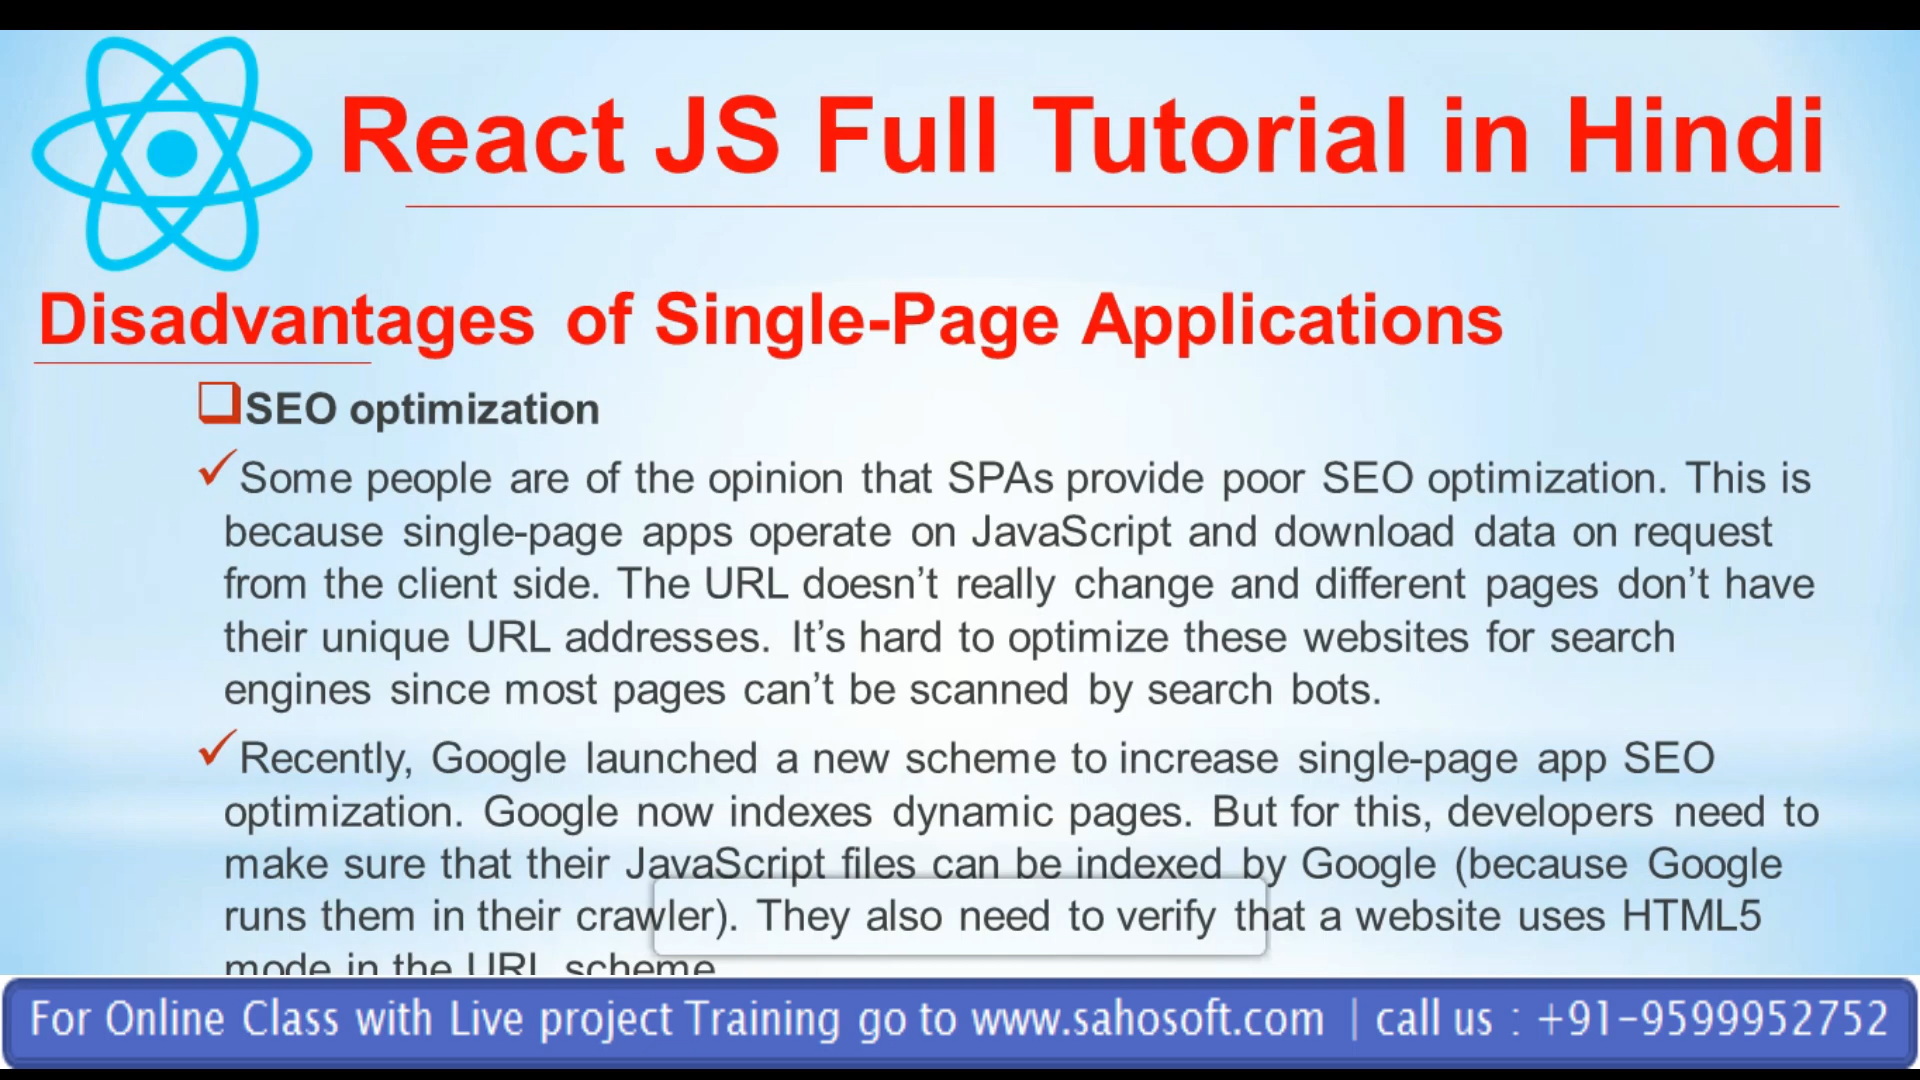 React JS Full Tutorial in Hindi
Disadvantages of Single-Page Applications
SEO optimization
Some people are of the opinion that SPAs provide poor SEO optimization. This is
because single-page apps operate on JavaScript and download data on request
from the client side. The URL doesn’t really change and different pages don’t have
their unique URL addresses. It’s hard to optimize these websites for search
engines since most pages can’t be scanned by search bots.
Recently, Google launched a new scheme to increase single-page app SEO
optimization. Google now indexes dynamic pages. But for this, developers need to
make sure that their JavaScript files can be indexed by Google (because Google
runs them in their crawler). They also need to verify that a website uses HTML5
mode in the URL scheme
For Online Class with Live project Training go to www.sahosoft.com | call us : +91-9599952752